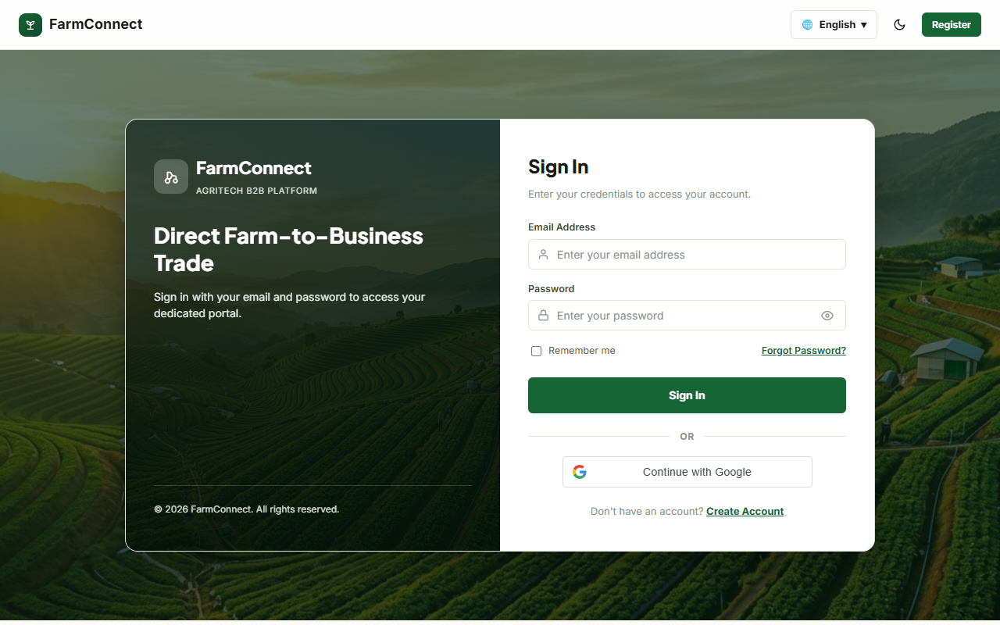 FarmConnect
English ▾
Register
FarmConnect
AGRITECH B2B PLATFORM
Direct Farm-to-Business
Trade
Sign in with your email and password to access your
dedicated portal.
© 2026 FarmConnect. All rights reserved.
Sign In
Enter your credentials to access your account.
Email Address
Enter your email address
Password
Enter your password
Remember me
Forgot Password?
Sign In
OR
Continue with Google
Don't have an account? Create Account